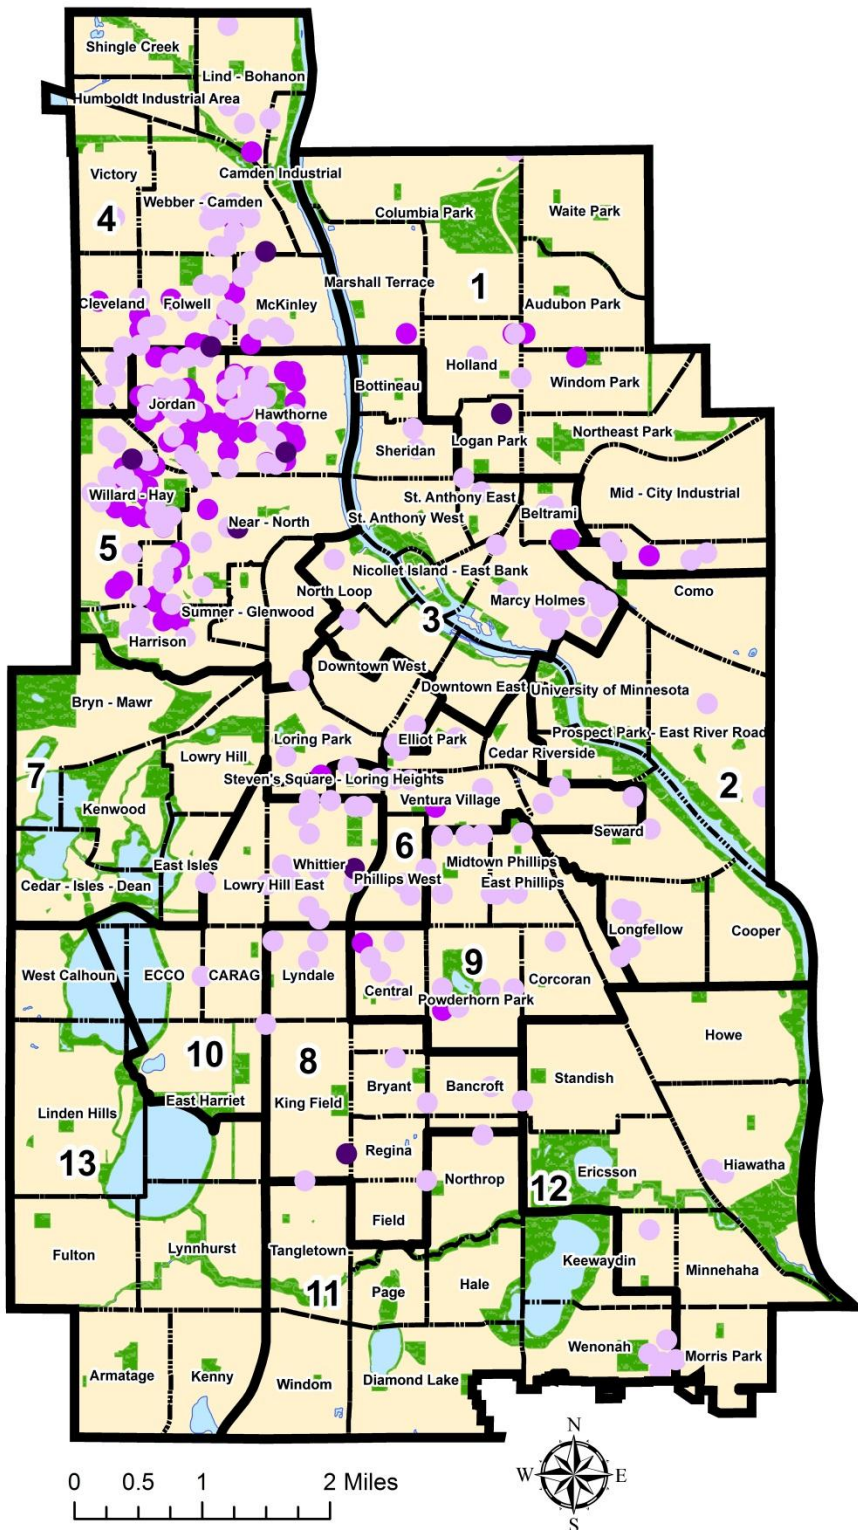 Shingle Creek
Lind - Bohanon
Humboldt Industrial Area
Victory
Camden Industrial
Webber - Camden
4
Columbia Park
Waite Park
Marshall Terrace
1
Cleveland
Folwell
McKinley
Audubon Park
Holland
Bottineau
Windom Park
Jordan
Hawthorne
Sheridan
Logan Park
Northeast Park
Willard - Hay
St. Anthony East
Mid - City Industrial
Near - North
St. Anthony West
Beltrami
5
Nicollet Island - East Bank
North Loop
Como
Marcy Holmes
Sumner - Glenwood
3
Harrison
Downtown West
Downtown East
University of Minnesota
Bryn - Mawr
Prospect Park - East River Road
Loring Park
Elliot Park
Lowry Hill
Cedar Riverside
7
Steven's Square - Loring Heights
2
Kenwood
Ventura Village
Seward
6
East Isles
Whittier
Midtown Phillips
Cedar - Isles - Dean
Lowry Hill East
Phillips West
East Phillips
Longfellow
Cooper
9
West Calhoun
ECCO
CARAG
Lyndale
Central
Corcoran
Powderhorn Park
Howe
10
8
Standish
Bryant
Bancroft
East Harriet
King Field
Linden Hills
13
Regina
Ericsson
Hiawatha
Northrop
12
Field
Fulton
Lynnhurst
Tangletown
Keewaydin
Minnehaha
11
Page
Hale
Wenonah
Morris Park
Armatage
Kenny
Windom
Diamond Lake
N
W
E
S
0 0.5 1 2 Miles